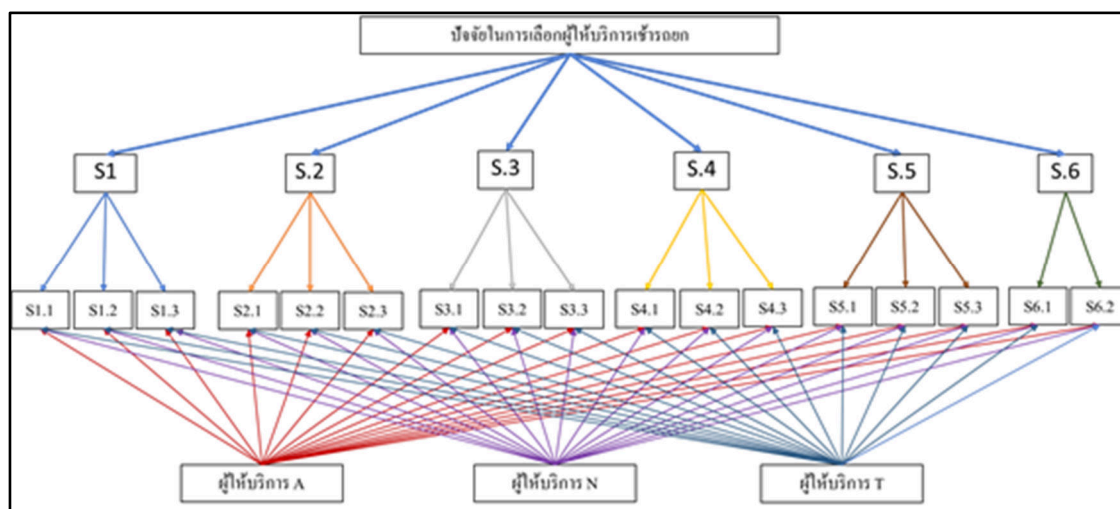 ปัจจัยในการเลือกผู้ให้บริการเช่ารถยก
S1 S.2 S.3 S.4 S.5 S.6
S1.1 S1.2 S1.3 S2.1 S2.2 S2.3 S3.1 S3.2 S3.3 S4.1 S4.2 S4.3 S5.1 S5.2 S5.3 S6.1 S6.2
ผู้ให้บริการ A ผู้ให้บริการ N ผู้ให้บริการ T